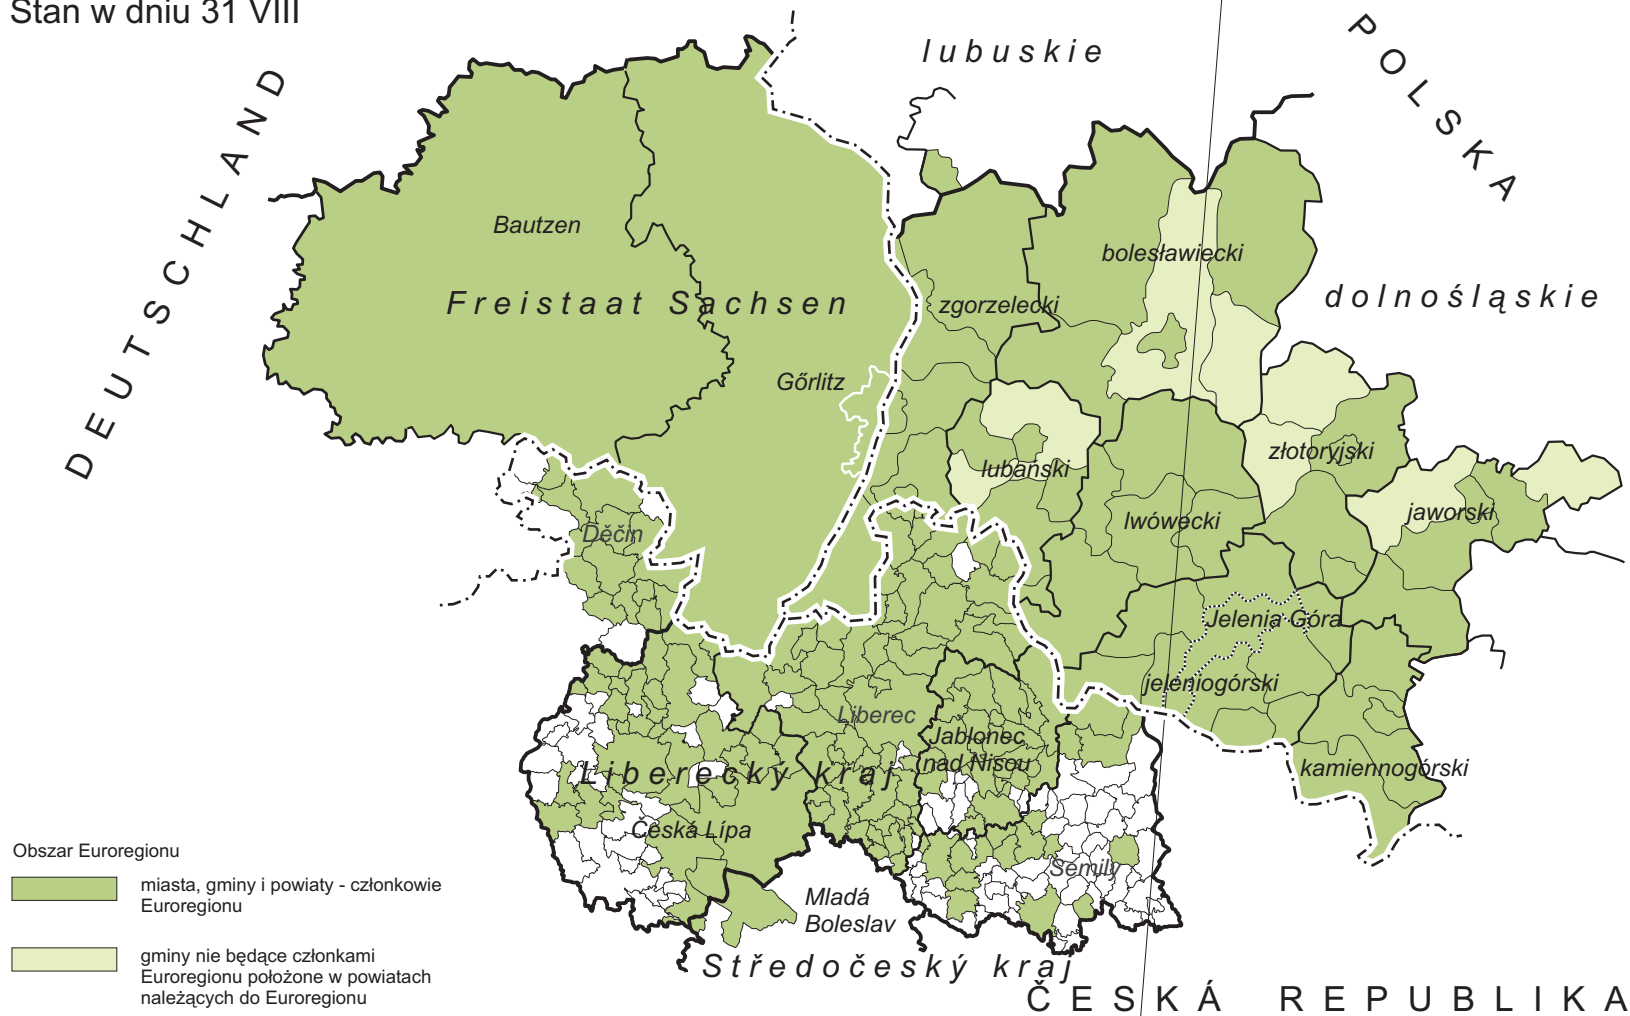 Stan w dniu 31 VIII
DEUTSCHLAND
lubuskie
POLSKA
Bautzen
Freistaat Sachsen
Gőrlitz
zgorzelecki
bolesławiecki
dolnośląskie
lubański
złotoryjski
lwówecki
jaworski
Děčín
Jelenia Góra
jeleniogórski
Liberec
Jablonec
nad Nisou
Liberecký kraj
kamiennogórski
Česká Lípa
Semily
Mladá
Boleslav
Středočeský kraj
ČESKÁ REPUBLIKA
Obszar Euroregionu
miasta, gminy i powiaty - członkowie
Euroregionu
gminy nie będące członkami
Euroregionu położone w powiatach
należących do Euroregionu